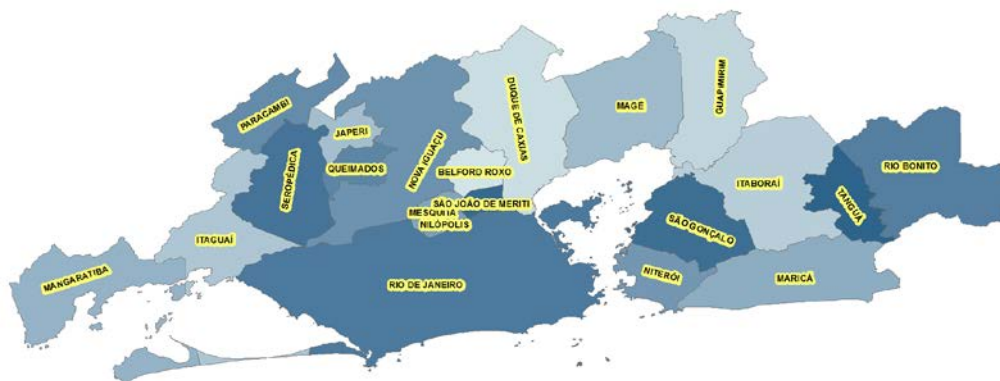 PARACAMBI
JAPERI
SEROPÉDICA
QUEIMADOS
NOVA IGUAÇU
DUQUE DE CAXIAS
BELFORD ROXO
SÃO JOÃO DE MERITI
MESQUITA
NILÓPOLIS
MAGÉ
GUAPIMIRIM
ITABORAÍ
TANGUÁ
RIO BONITO
SÃO GONÇALO
NITERÓI
MARICÁ
ITAGUAÍ
MANGARATIBA
RIO DE JANEIRO